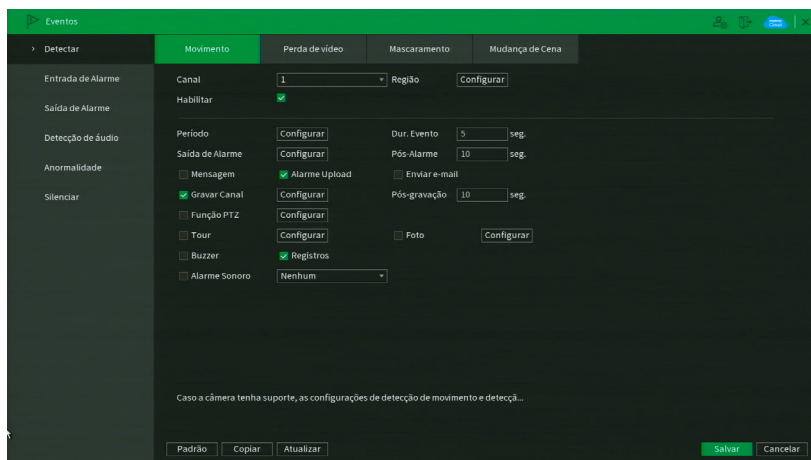 Eventos
Detectar
Movimento
Perda de vídeo
Mascaramento
Mudança de Cena
Entrada de Alarme
Saída de Alarme
Detecção de áudio
Anormalidade
Silenciar
Canal 1 Região Configurar
Habilitar
Período Configurar Dur. Evento 5 seg.
Saída de Alarme Configurar Pós-Alarme 10 seg.
Mensagem Alarme Upload Enviar e-mail
Gravar Canal Configurar Pós-gravação 10 seg.
Função PTZ Configurar
Tour Configurar Foto Configurar
Buzzer Registros
Alarme Sonoro Nenhum
Caso a câmera tenha suporte, as configurações de detecção de movimento e detecçã...
Padrão Copiar Atualizar Salvar Cancelar